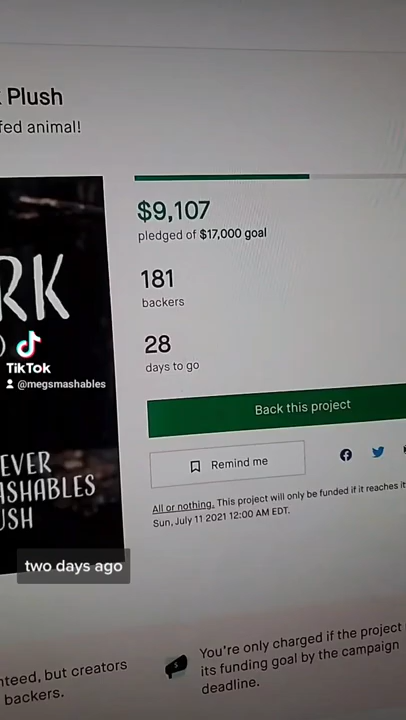 Plush
fed animal!
$9,107
pledged of $17,000 goal
181
backers
28
days to go
RK
TikTok
@megsmashables
Back this project
EVER
ASHABLES
USH
Remind me
All or nothing. This project will only be funded if it reaches it
Sun, July 11 2021 12:00 AM EDT.
two days ago
nteed, but creators
backers.
You're only charged if the project
its funding goal by the campaign
deadline.